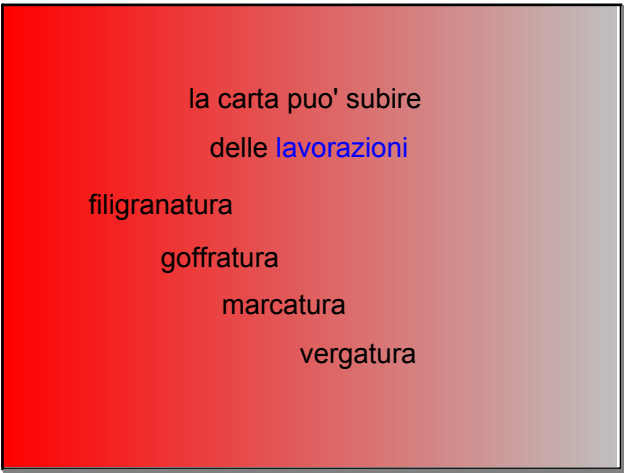 la carta puo' subire
delle lavorazioni
filigranatura
goffratura
marcatura
vergatura